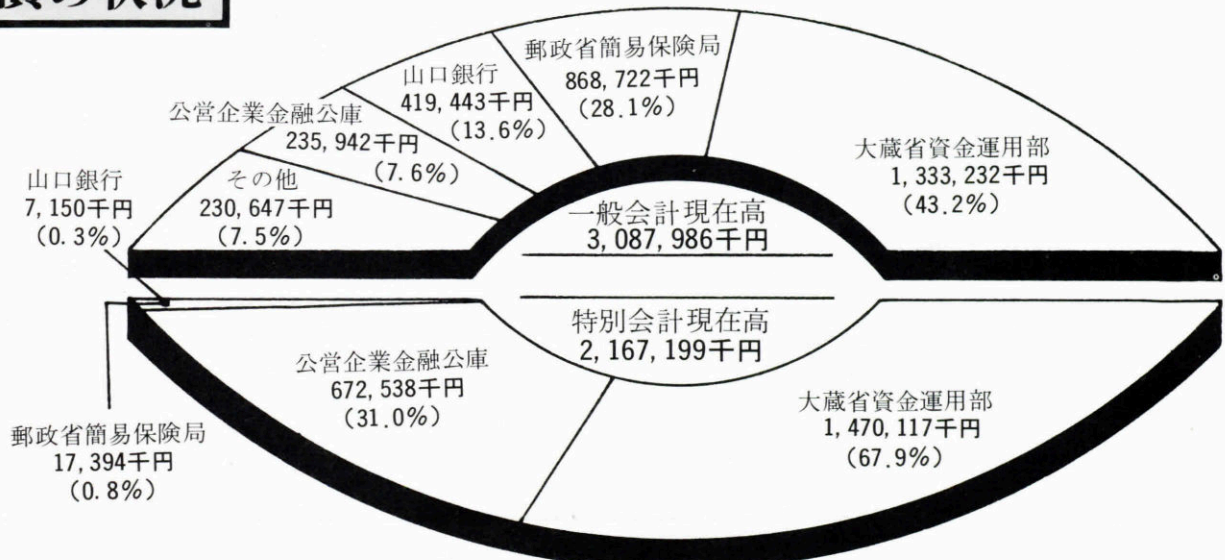 の状況
郵政省簡易保険局
868,722千円
(28.1%)
山口銀行
419,443千円
(13.6%)
公営企業金融公庫
235,942千円
(7.6%)
大蔵省資金運用部
1,333,232千円
(43.2%)
山口銀行
7,150千円
(0.3%)
その他
230,647千円
(7.5%)
一般会計現在高
3,087,986千円
特別会計現在高
2,167,199千円
公営企業金融公庫
672,538千円
(31.0%)
大蔵省資金運用部
1,470,117千円
(67.9%)
郵政省簡易保険局
17,394千円
(0.8%)